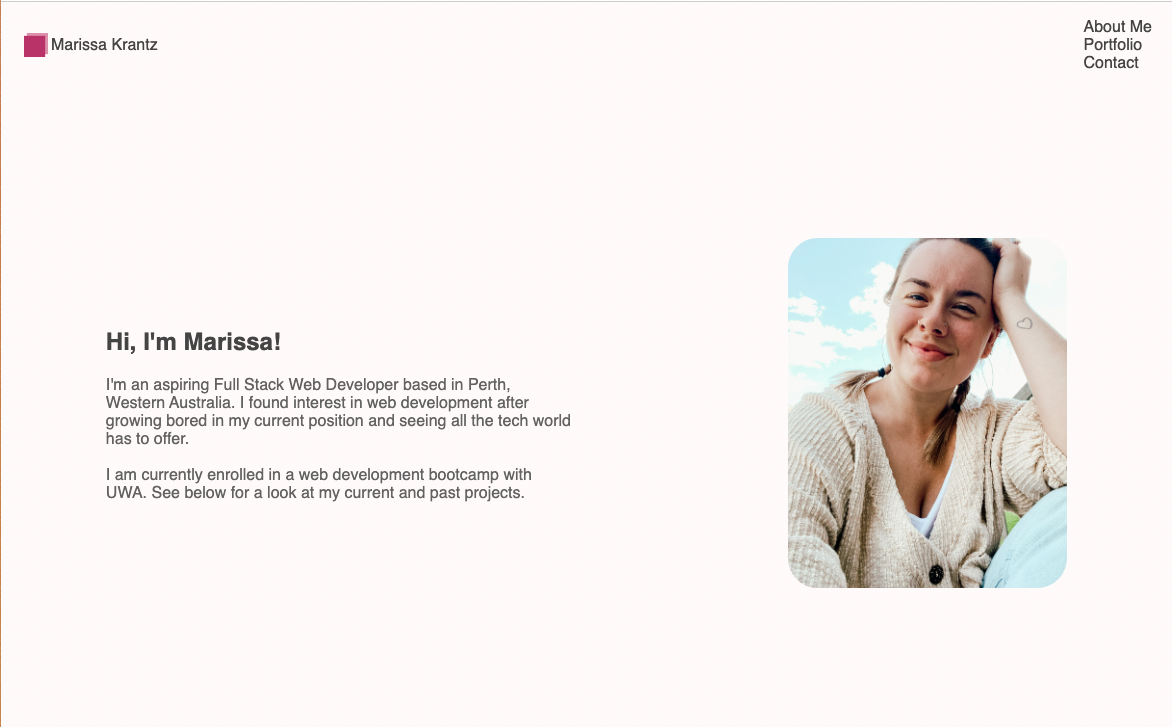 Marissa Krantz
About Me
Portfolio
Contact
Hi, I'm Marissa!
I'm an aspiring Full Stack Web Developer based in Perth,
Western Australia. I found interest in web development after
growing bored in my current position and seeing all the tech world
has to offer.
I am currently enrolled in a web development bootcamp with
UWA. See below for a look at my current and past projects.